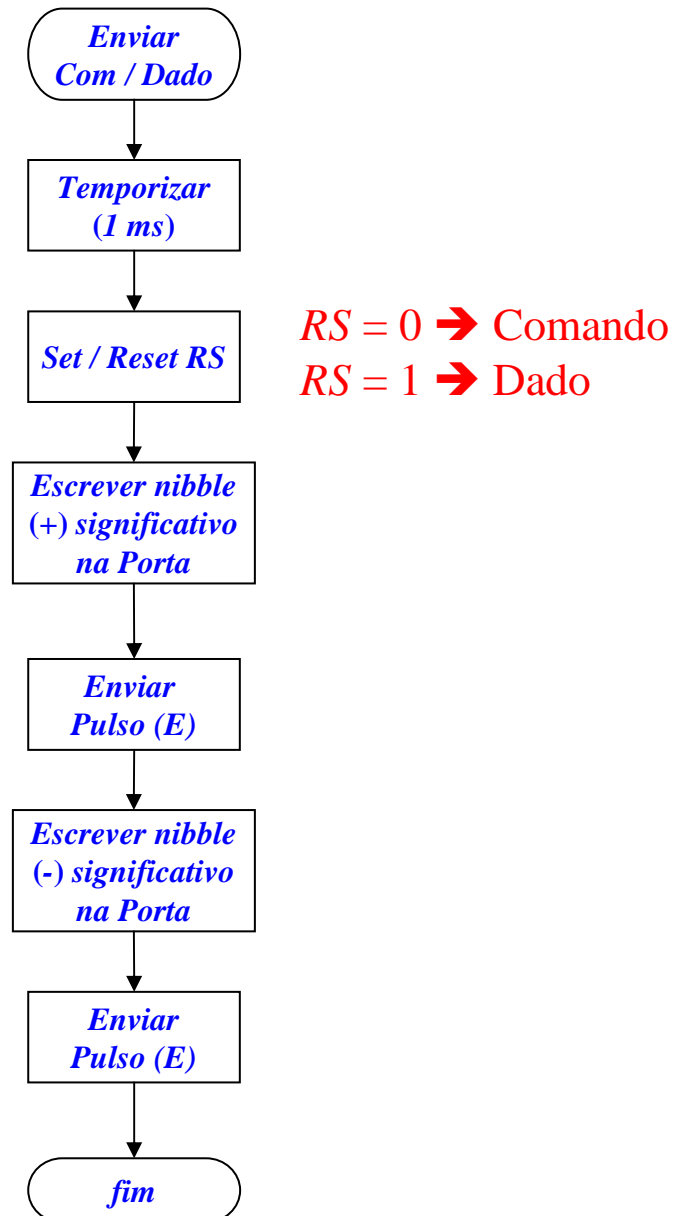 Enviar
Com / Dado
Temporizar
(1 ms)
Set / Reset RS
RS = 0 ➔ Comando
RS = 1 ➔ Dado
Escrever nibble
(+) significativo
na Porta
Enviar
Pulso (E)
Escrever nibble
(-) significativo
na Porta
Enviar
Pulso (E)
fim